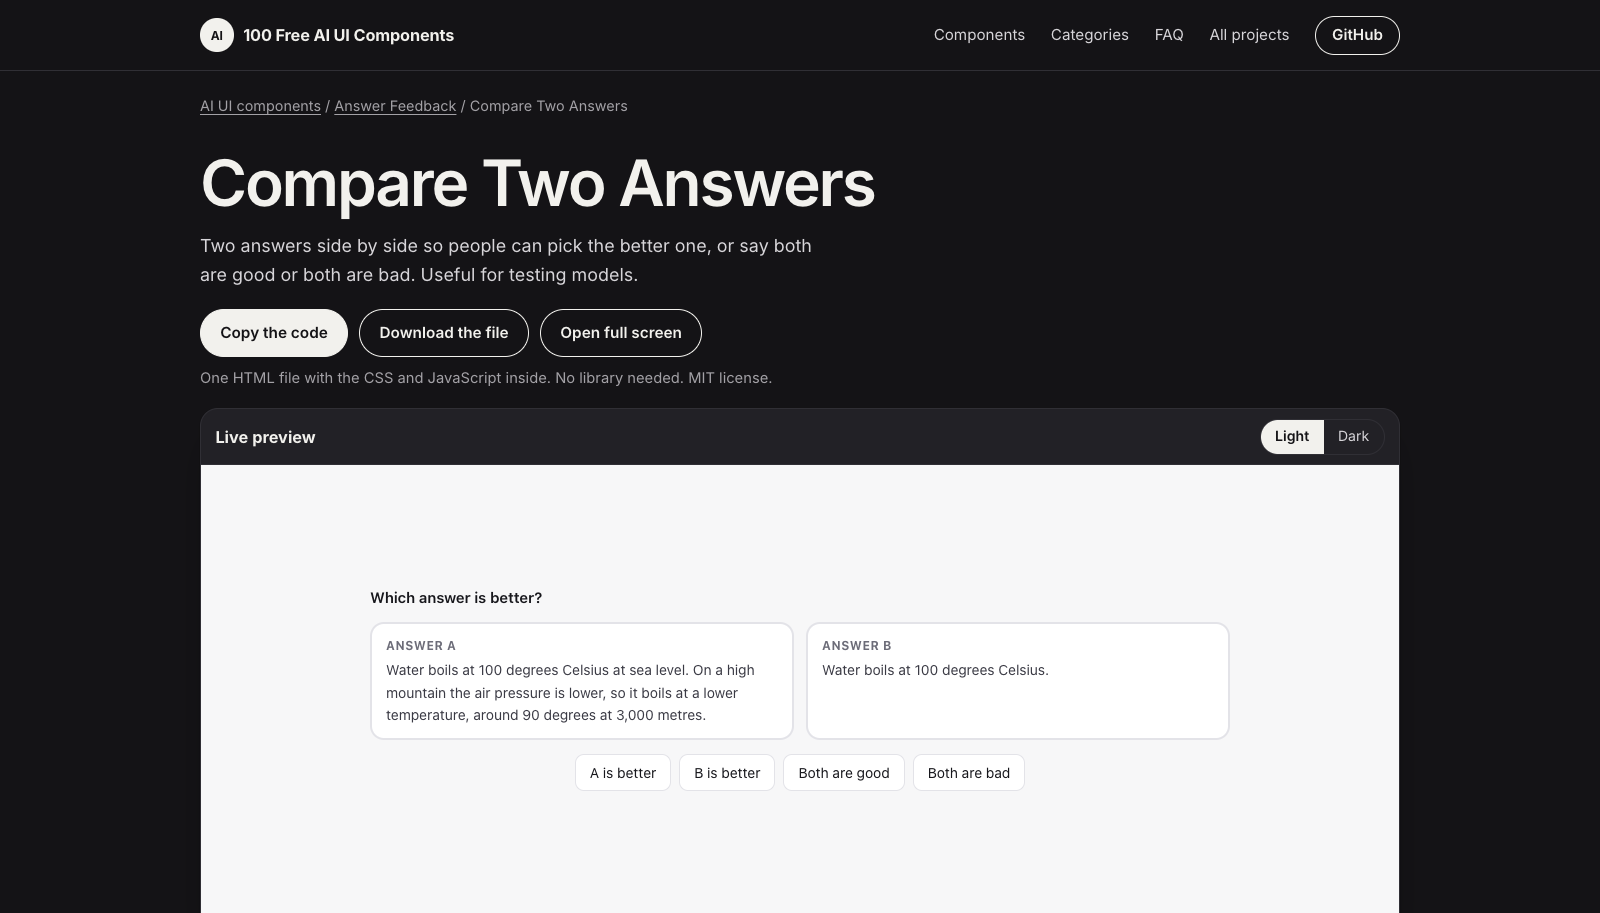 AI
100 Free AI UI Components
Components
Categories
FAQ
All projects
GitHub
AI UI components / Answer Feedback / Compare Two Answers
Compare Two Answers
Two answers side by side so people can pick the better one, or say both
are good or both are bad. Useful for testing models.
Copy the code
Download the file
Open full screen
One HTML file with the CSS and JavaScript inside. No library needed. MIT license.
Live preview
Light
Dark
Which answer is better?
ANSWER A
Water boils at 100 degrees Celsius at sea level. On a high
mountain the air pressure is lower, so it boils at a lower
temperature, around 90 degrees at 3,000 metres.
ANSWER B
Water boils at 100 degrees Celsius.
A is better
B is better
Both are good
Both are bad